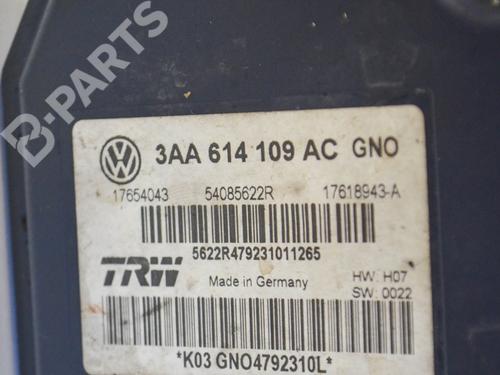 B-PARTS
3AA 614 109 AC GNO
17654043 54085622R 17618943-A
5622R479231011265
TRW
Made in Germany
HW: H07
SW: 0022
*K03 GNO4792310L*